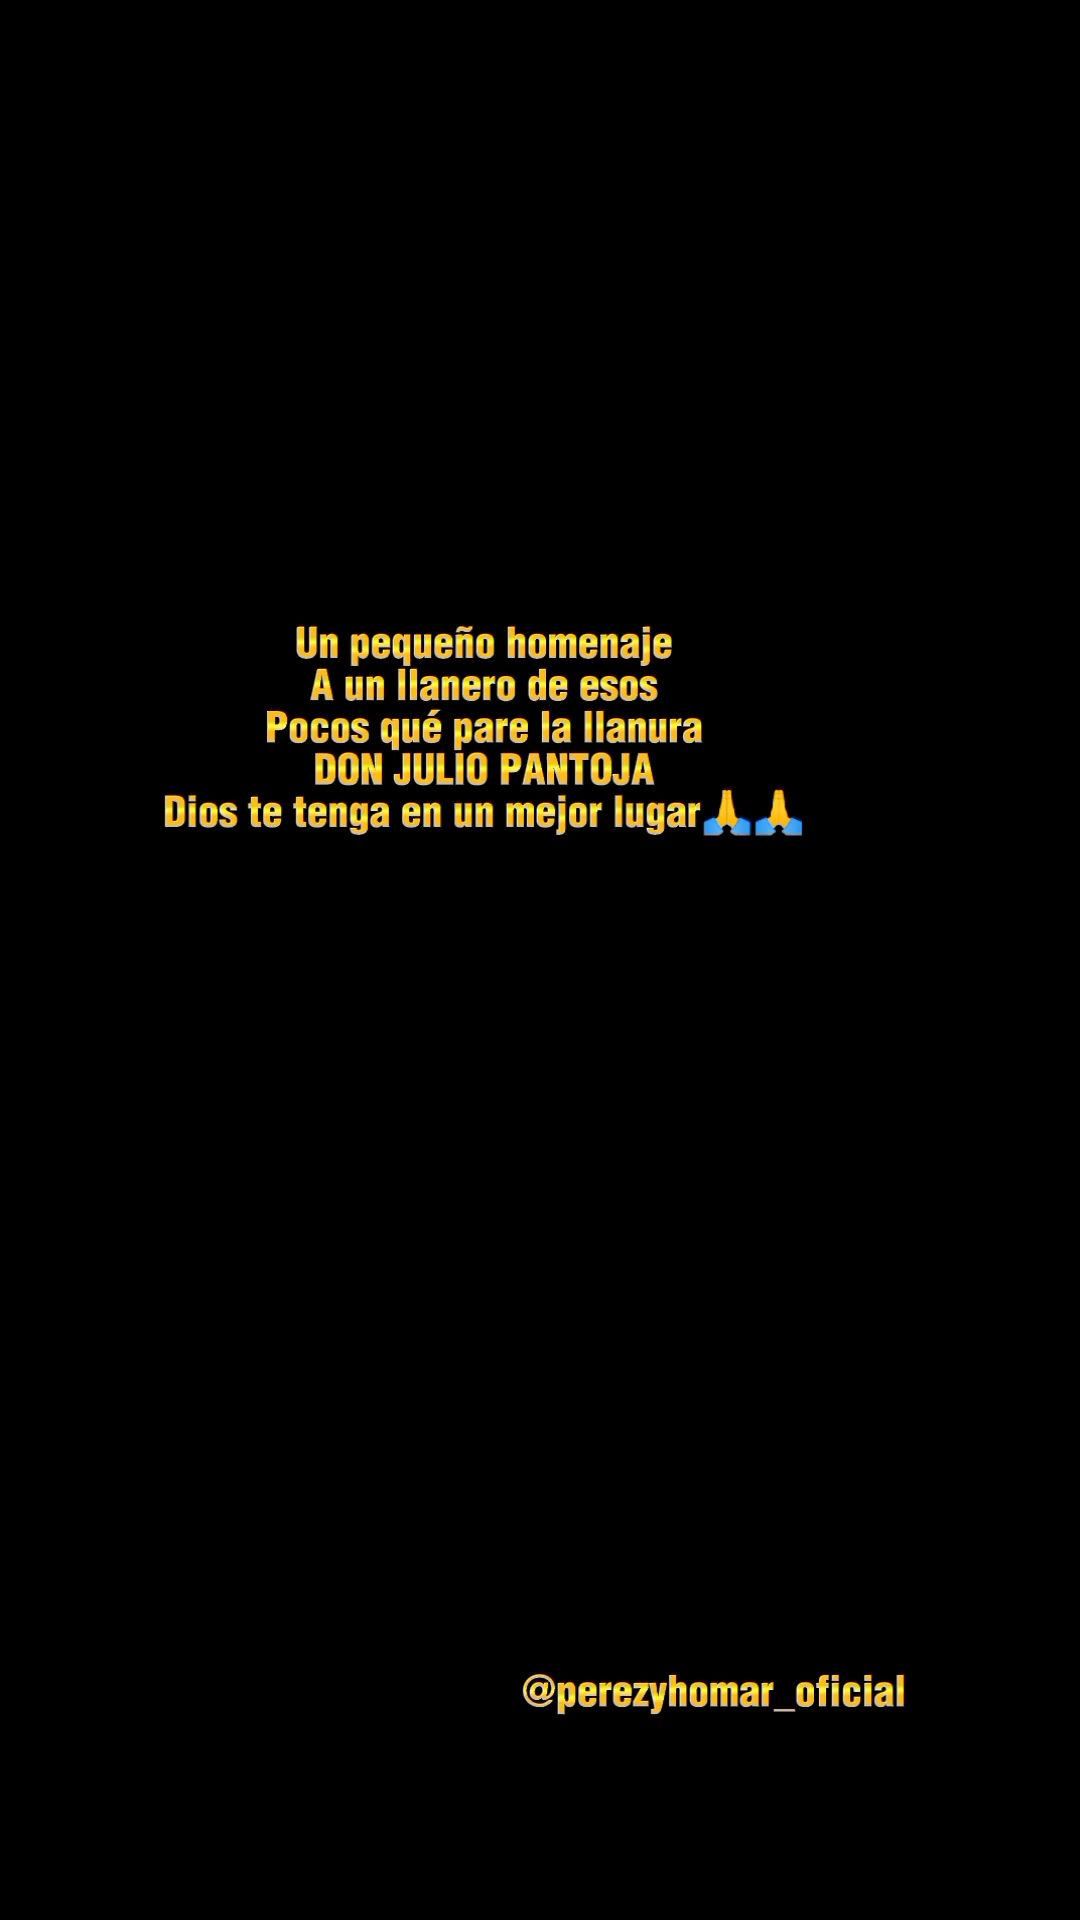 Un pequeño homenaje
A un llanero de esos
Pocos qué pare la llanura
DON JULIO PANTOJA
Dios te tenga en un mejor lugar🙏🙏
@perezyhomar_oficial